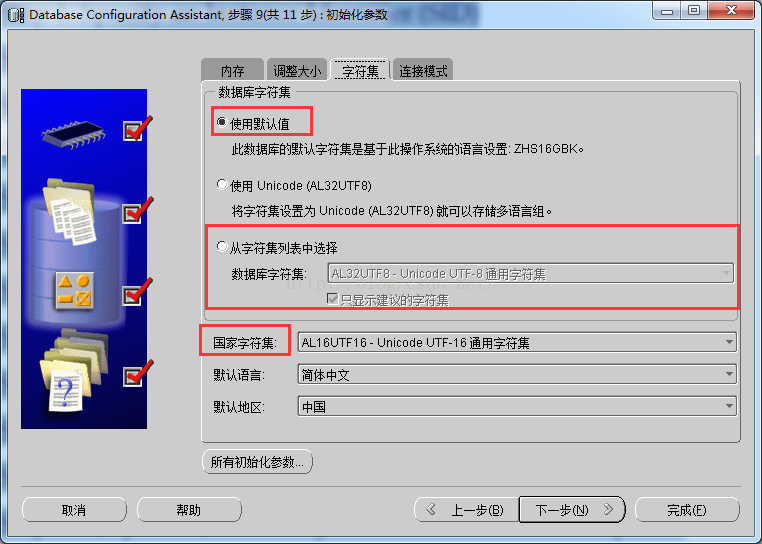 Database Configuration Assistant, 步骤 9(共 11 步) : 初始化参数
内存 调整大小 字符集 连接模式
数据库字符集
使用默认值
此数据库的默认字符集是基于此操作系统的语言设置: ZHS16GBK。
使用 Unicode (AL32UTF8)
将字符集设置为 Unicode (AL32UTF8) 就可以存储多语言组。
从字符集列表中选择
数据库字符集: AL32UTF8 - Unicode UTF-8 通用字符集
http://blog.csdn.net/
只显示建议的字符集
国家字符集: AL16UTF16 - Unicode UTF-16 通用字符集
默认语言: 简体中文
默认地区: 中国
所有初始化参数...
取消 帮助 上一步(B) 下一步(N) 完成(F)